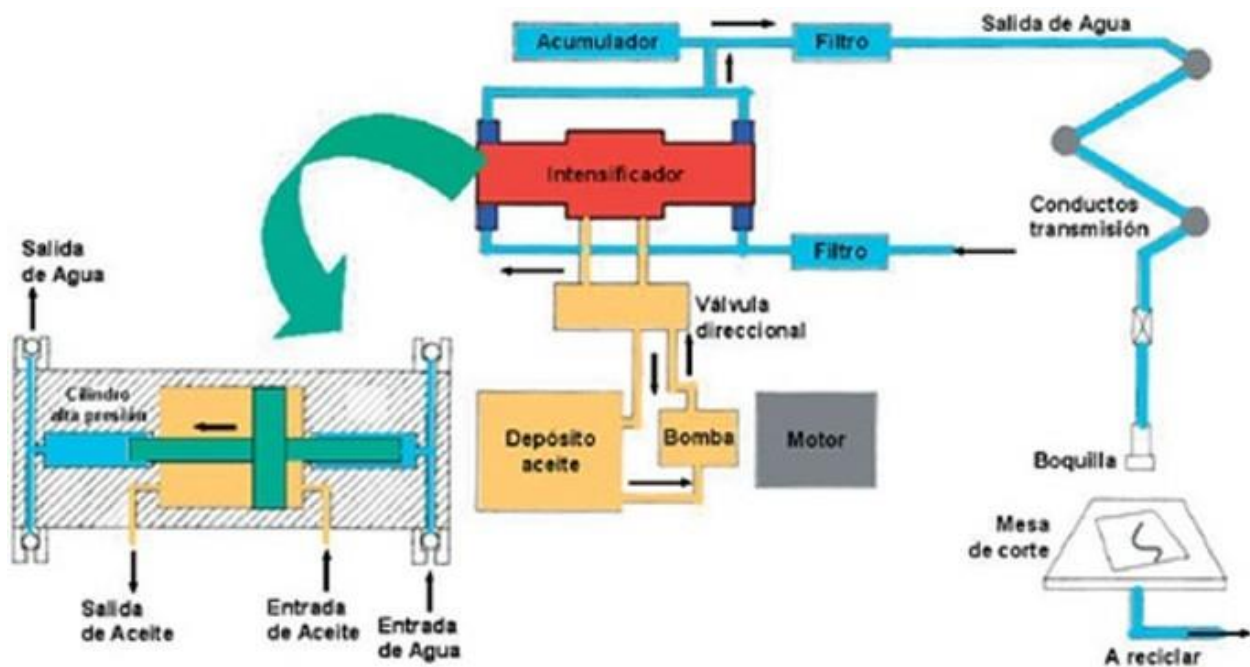 Acumulador
Filtro
Salida de Agua
Intensificador
Conductos
transmisión
Filtro
Salida
de Agua
Válvula
direccional
Cilindro
alta presión
Depósito
aceite
Bomba
Motor
Boquilla
Mesa
de corte
Salida
de Aceite
Entrada
de Aceite
Entrada
de Agua
A reciclar